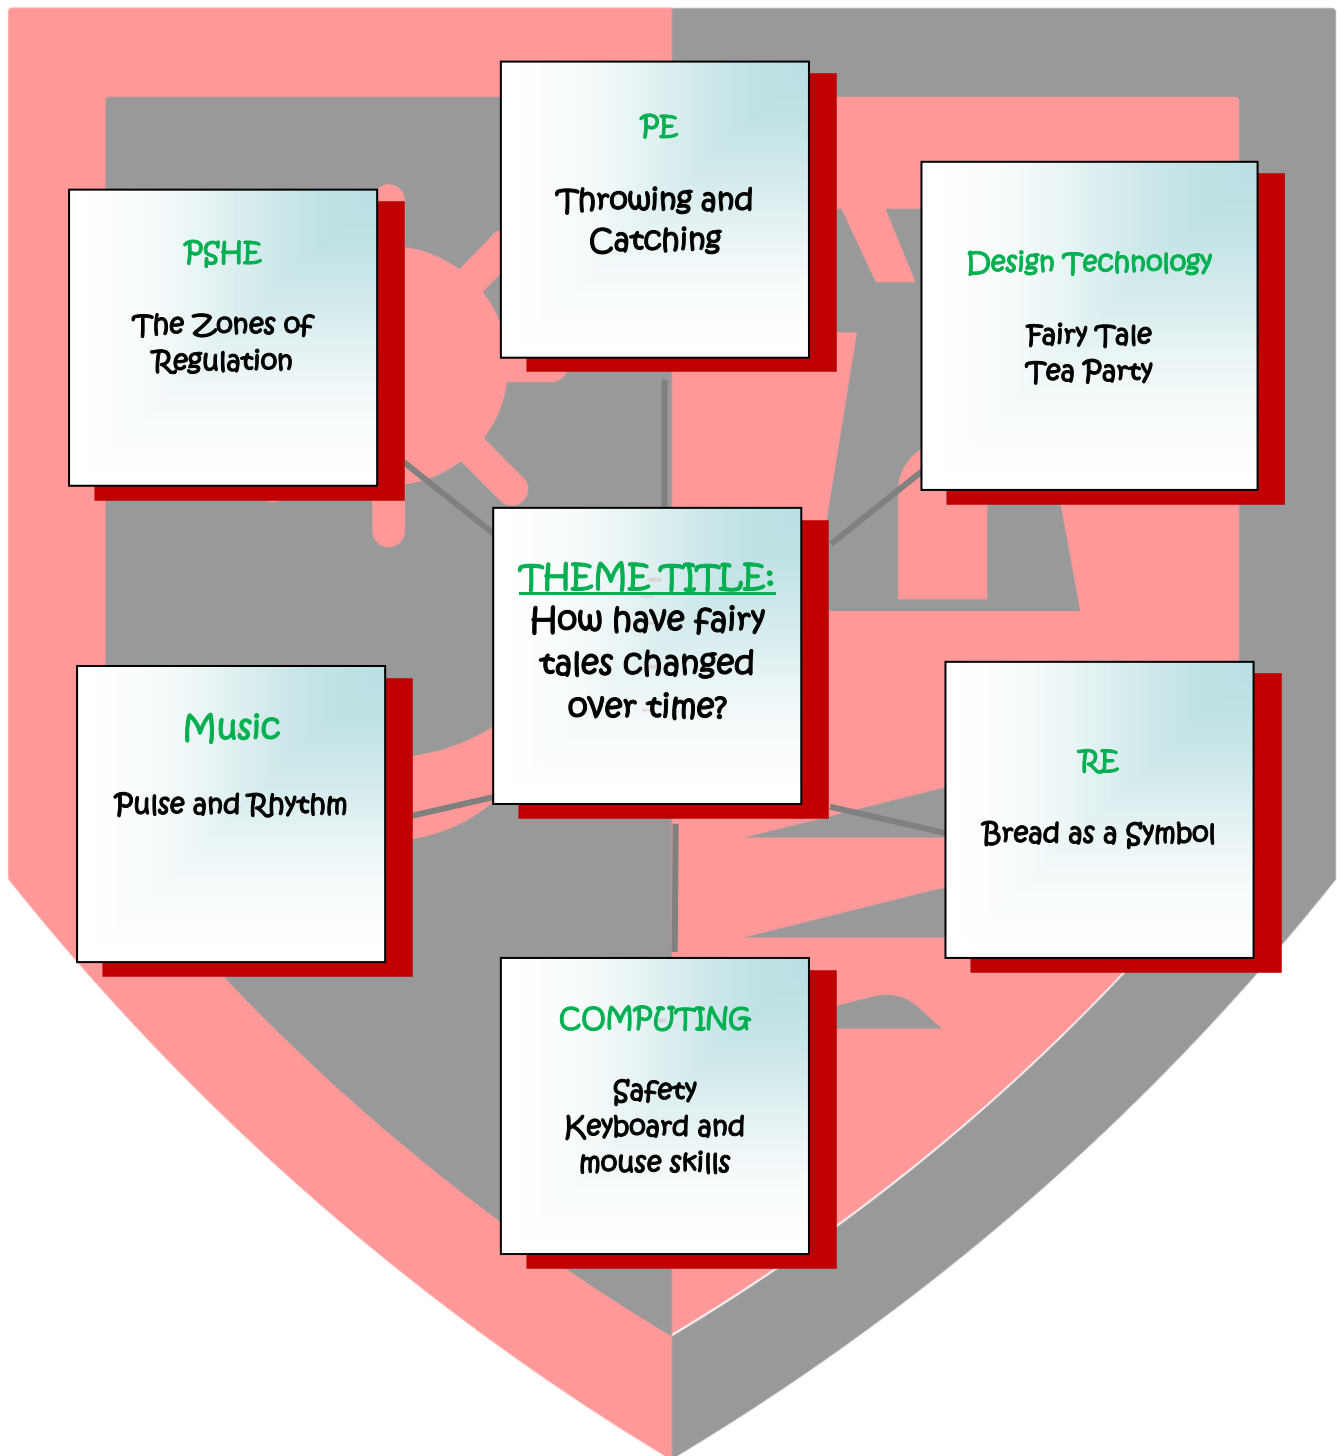 PE
Throwing and
Catching
PSHE
The Zones of
Regulation
Design Technology
Fairy Tale
Tea Party
THEME TITLE:
How have fairy
tales changed
over time?
Music
Pulse and Rhythm
RE
Bread as a Symbol
COMPUTING
Safety
Keyboard and
mouse skills